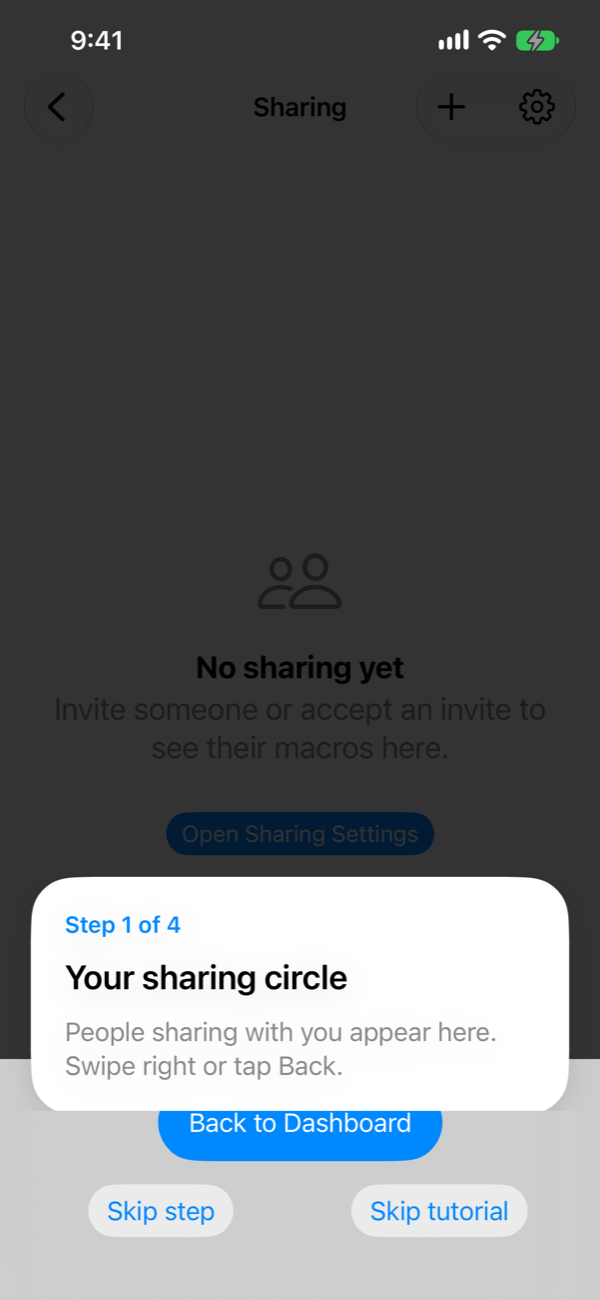 9:41
Sharing
No sharing yet
Invite someone or accept an invite to
see their macros here.
Open Sharing Settings
Step 1 of 4
Your sharing circle
People sharing with you appear here.
Swipe right or tap Back.
Back to Dashboard
Skip step
Skip tutorial